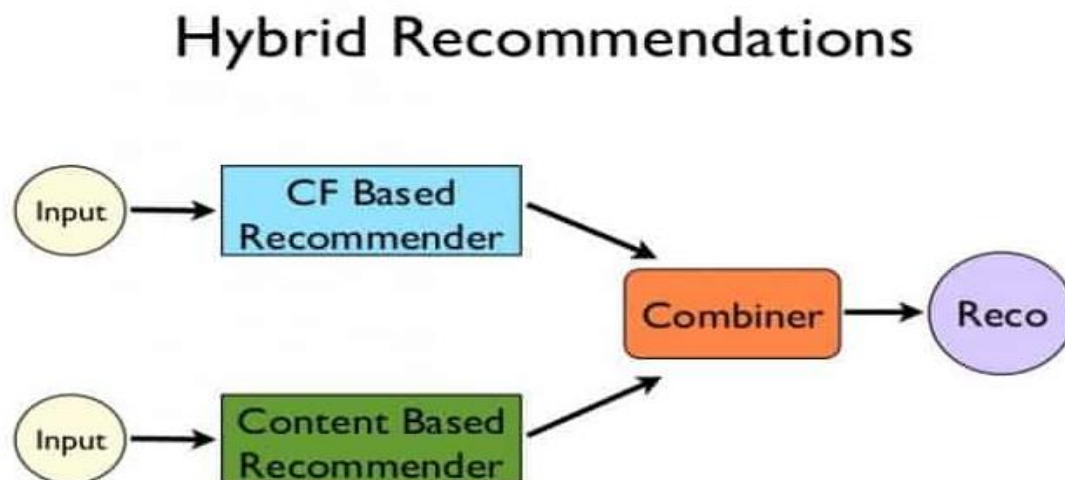 Hybrid Recommendations
Input
CF Based
Recommender
Combiner
Reco
Input
Content Based
Recommender